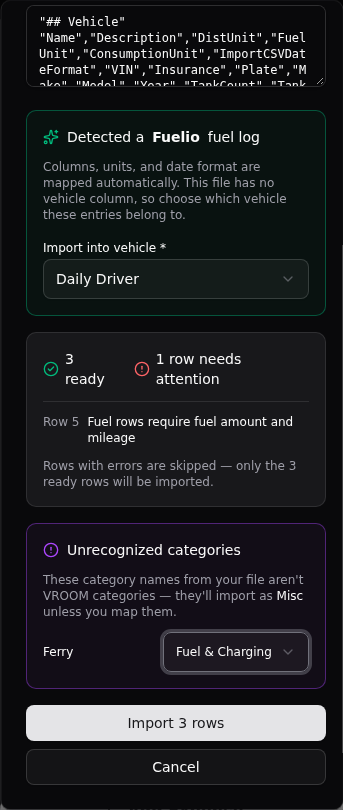 "## Vehicle"
"Name","Description","DistUnit","Fuel
Unit","ConsumptionUnit","ImportCSVDat
eFormat","VIN","Insurance","Plate","M
ake","Model","Year","TankCount","Tank
Detected a Fuelio fuel log
Columns, units, and date format are
mapped automatically. This file has no
vehicle column, so choose which vehicle
these entries belong to.
Import into vehicle *
Daily Driver
3
ready
1 row needs
attention
Row 5 Fuel rows require fuel amount and
mileage
Rows with errors are skipped — only the 3
ready rows will be imported.
Unrecognized categories
These category names from your file aren't
VROOM categories — they'll import as Misc
unless you map them.
Ferry
Fuel & Charging
Import 3 rows
Cancel